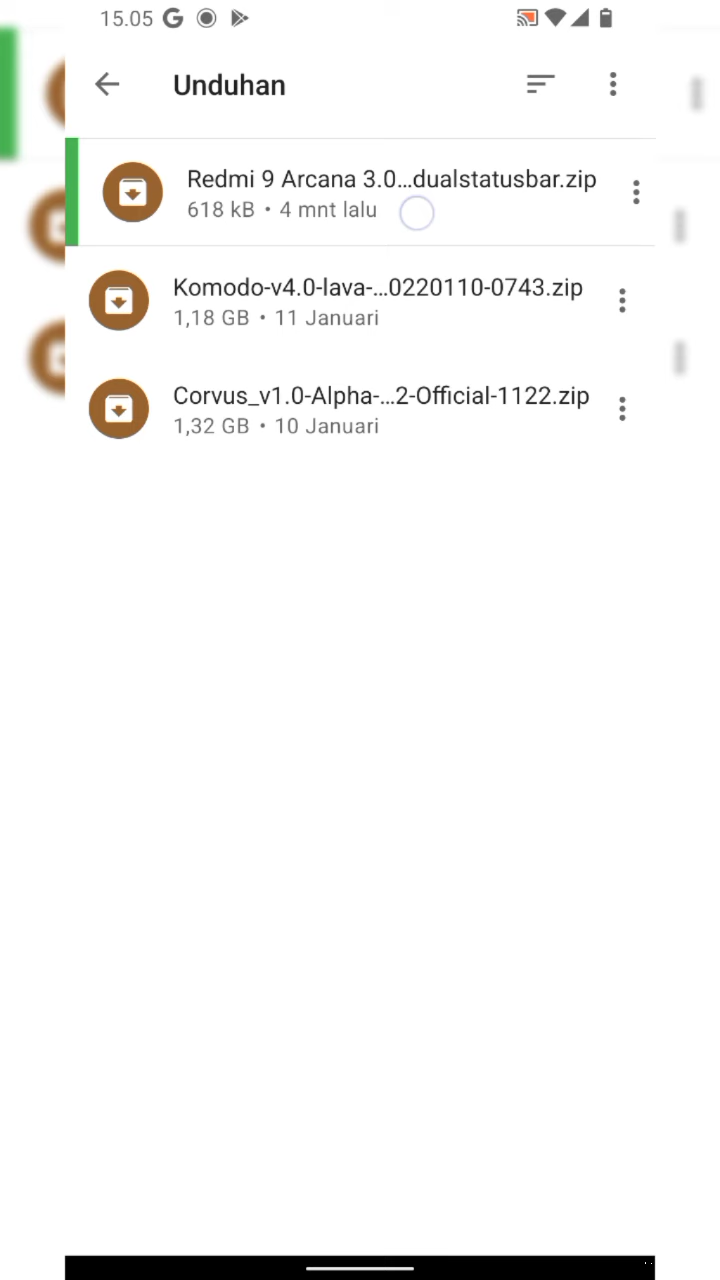 15.05
Unduhan
Redmi 9 Arcana 3.0...dualstatusbar.zip
618 kB • 4 mnt lalu
Komodo-v4.0-lava-...0220110-0743.zip
1,18 GB • 11 Januari
Corvus_v1.0-Alpha-...2-Official-1122.zip
1,32 GB • 10 Januari